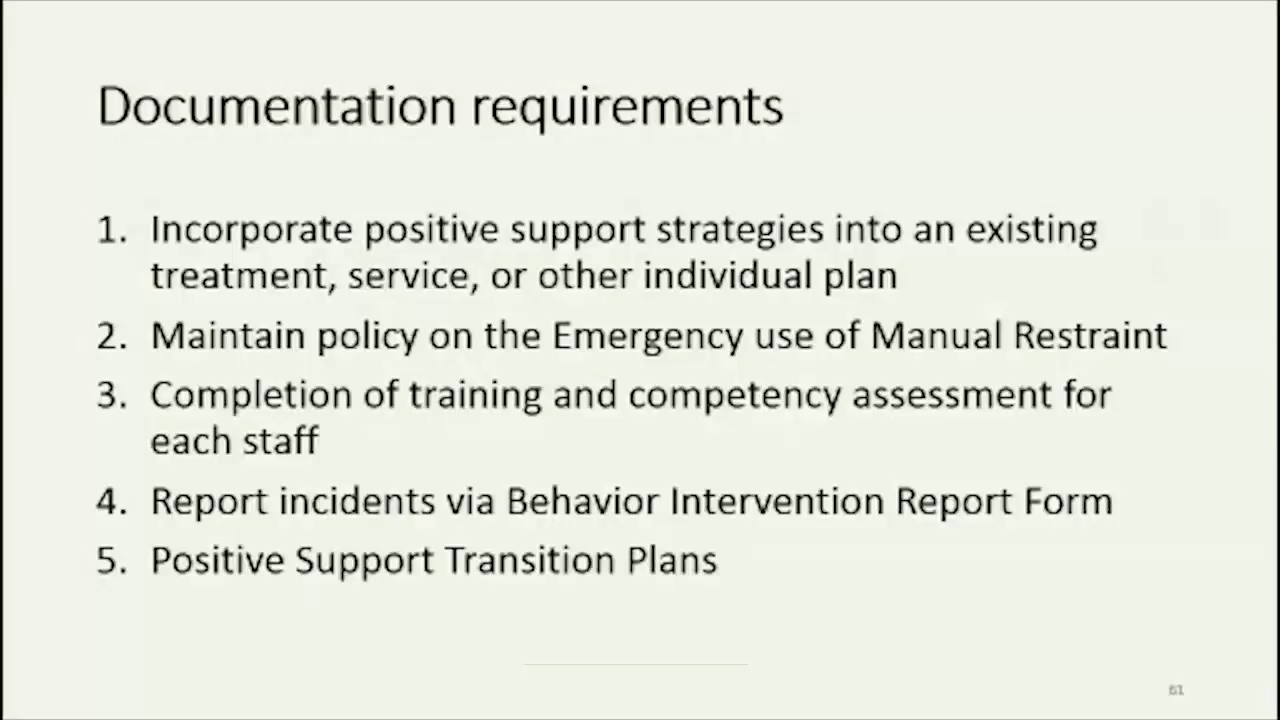 Documentation requirements
1. Incorporate positive support strategies into an existing
treatment, service, or other individual plan
2. Maintain policy on the Emergency use of Manual Restraint
3. Completion of training and competency assessment for
each staff
4. Report incidents via Behavior Intervention Report Form
5. Positive Support Transition Plans
61